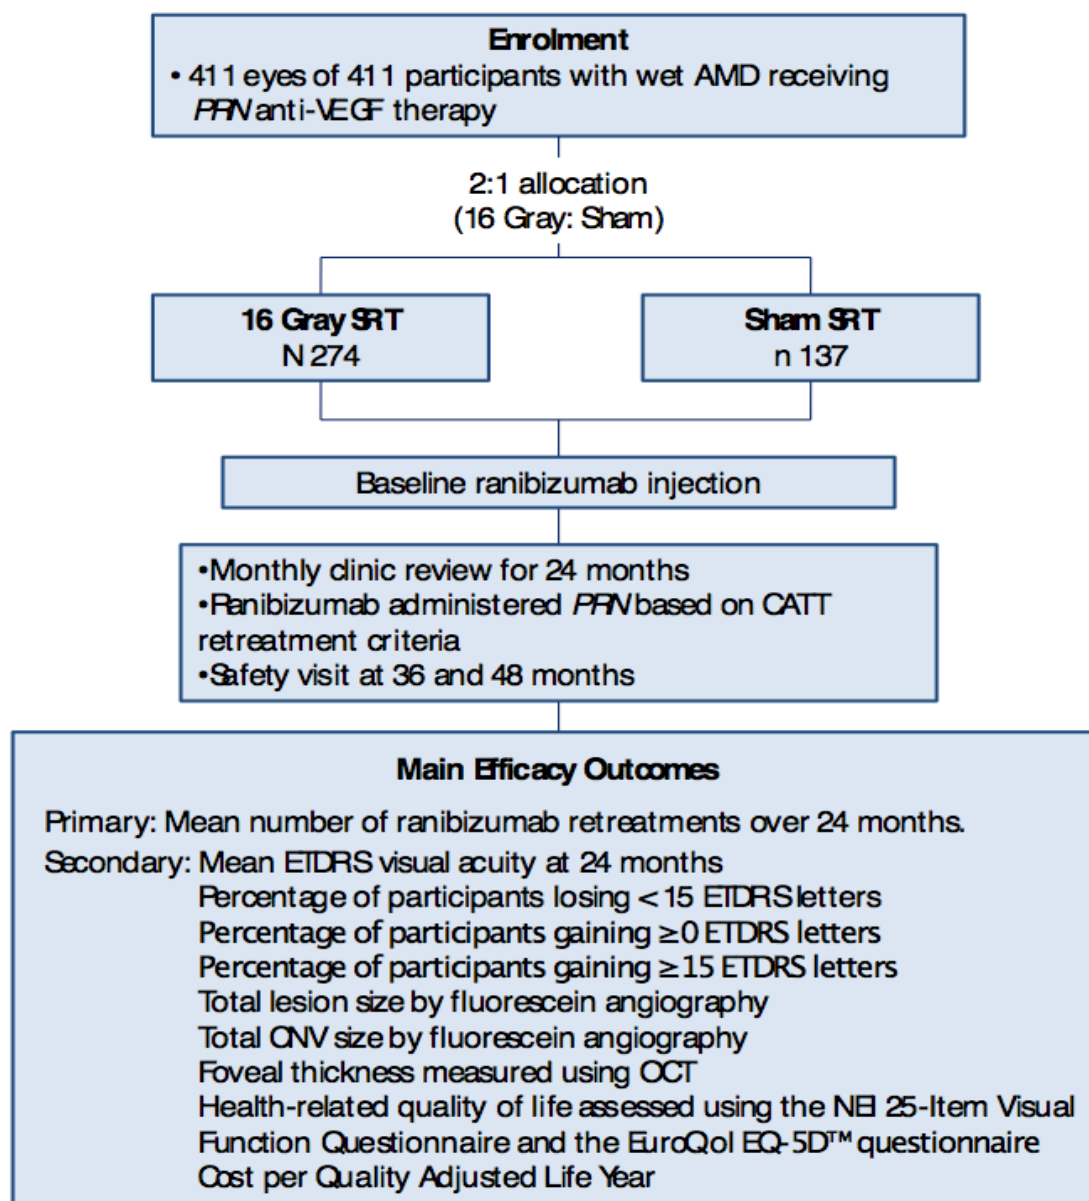 Enrolment
• 411 eyes of 411 participants with wet AMD receiving
PRN anti-VEGF therapy
2:1 allocation
(16 Gray: Sham)
16 Gray SRT
N 274
Sham SRT
n 137
Baseline ranibizumab injection
•Monthly clinic review for 24 months
•Ranibizumab administered PRN based on CATT
retreatment criteria
•Safety visit at 36 and 48 months
Main Efficacy Outcomes
Primary: Mean number of ranibizumab retreatments over 24 months.
Secondary: Mean ETDRS visual acuity at 24 months
Percentage of participants losing < 15 ETDRS letters
Percentage of participants gaining ≥0 ETDRS letters
Percentage of participants gaining ≥15 ETDRS letters
Total lesion size by fluorescein angiography
Total CNV size by fluorescein angiography
Foveal thickness measured using OCT
Health-related quality of life assessed using the NEI 25-Item Visual
Function Questionnaire and the EuroQol EQ-5D™ questionnaire
Cost per Quality Adjusted Life Year